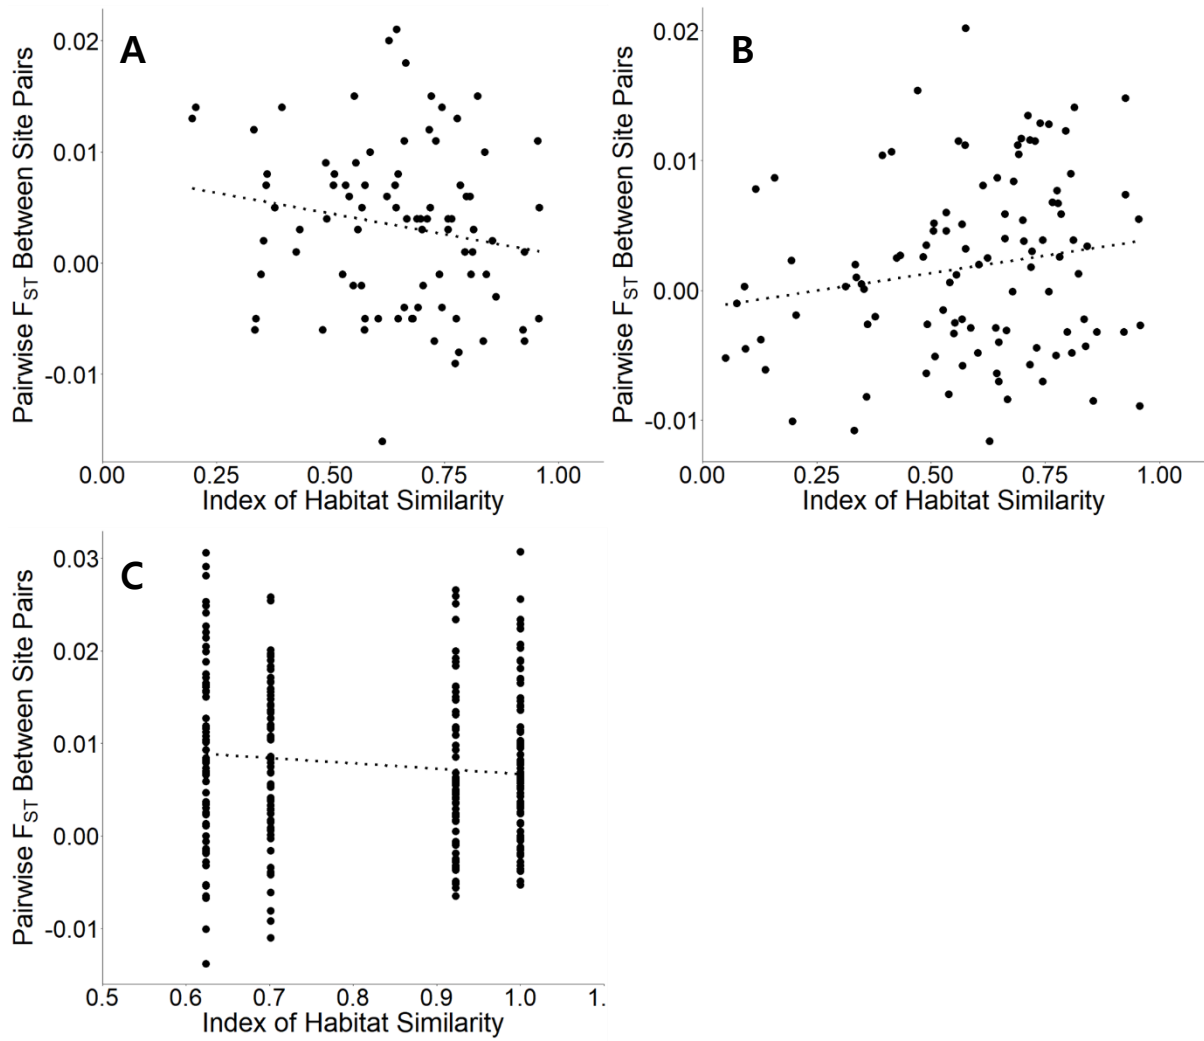 A
Pairwise FST Between Site Pairs
0.02
0.01
0.00
-0.01
0.00 0.25 0.50 0.75 1.00
Index of Habitat Similarity
B
Pairwise FST Between Site Pairs
0.02
0.01
0.00
-0.01
0.00 0.25 0.50 0.75 1.00
Index of Habitat Similarity
C
Pairwise FST Between Site Pairs
0.03
0.02
0.01
0.00
-0.01
0.5 0.6 0.7 0.8 0.9 1.0 1.
Index of Habitat Similarity